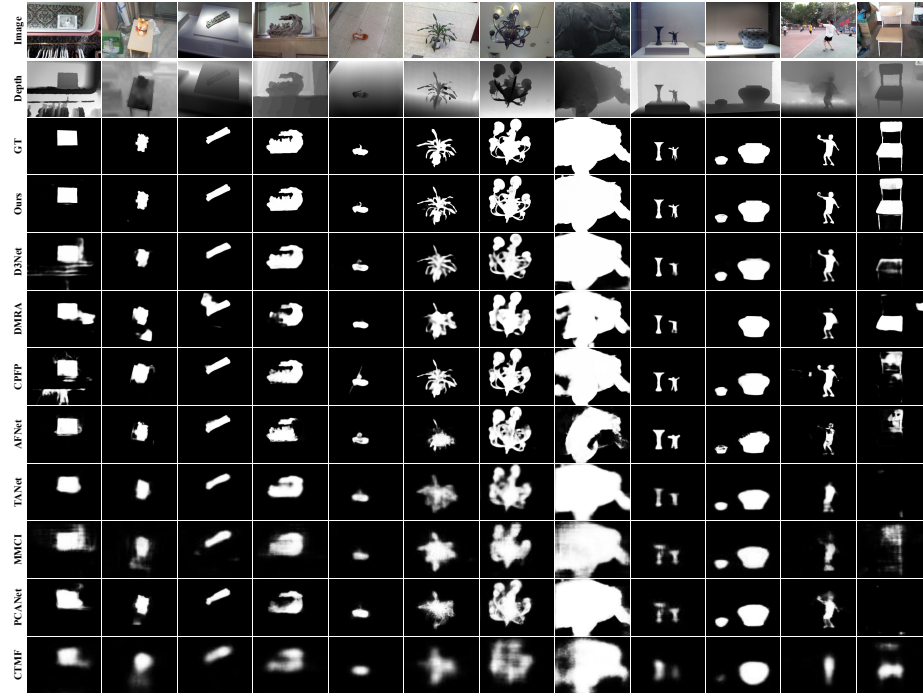 Image
Depth
GT
Ours
D3Net
DMRA
CPFP
AFNet
TANet
MMCI
PCANet
CTMF